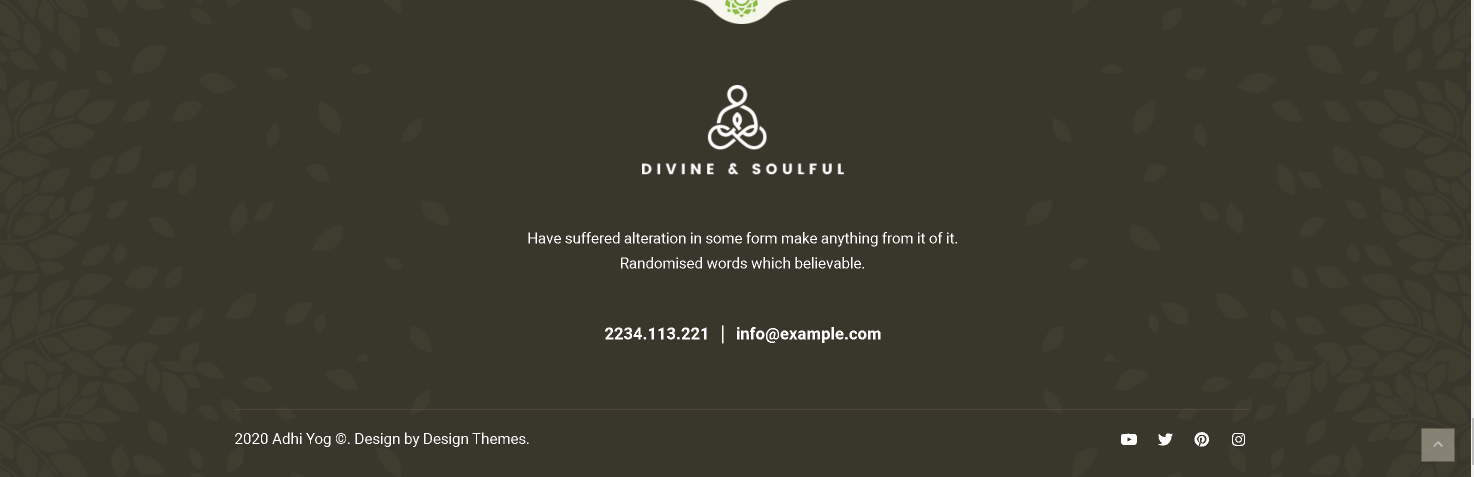 DIVINE & SOULFUL
Have suffered alteration in some form make anything from it of it.
Randomised words which believable.
2234.113.221 | info@example.com
2020 Adhi Yog ©. Design by Design Themes.